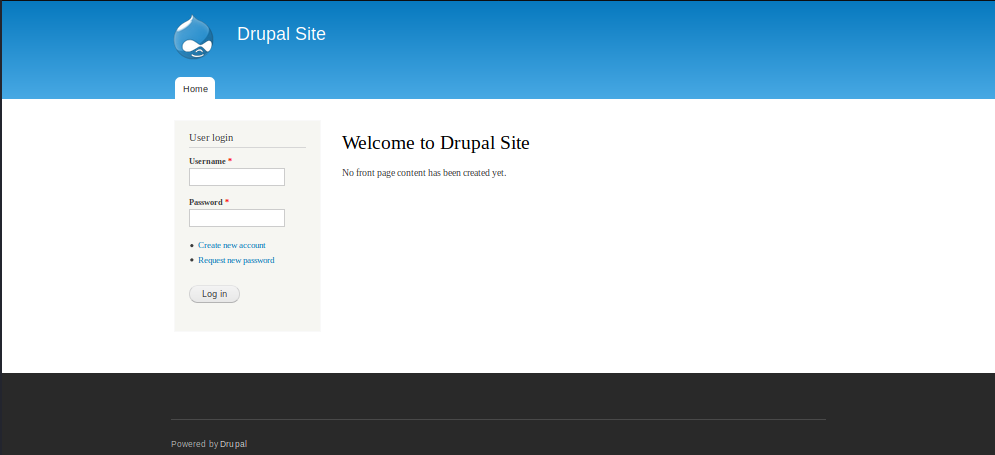 Drupal Site
Home
User login
Username *
Password *
Create new account
Request new password
Log in
Welcome to Drupal Site
No front page content has been created yet.
Powered by Drupal